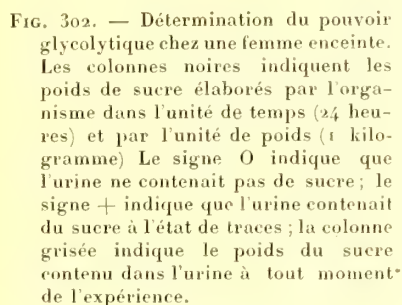 FIG. 302. — Détermination du pouvoir
glycolytique chez une femme enceinte.
Les colonnes noires indiquent les
poids de sucre élaborés par l'orga-
nisme dans l'unité de temps (24 heu-
res) et par l'unité de poids (1 kilo-
gramme) Le signe O indique que
l'urine ne contenait pas de sucre; le
signe + indique que l'urine contenait
du sucre à l'état de traces; la colonne
grisée indique le poids du sucre
contenu dans l'urine à tout moment
de l'expérience.